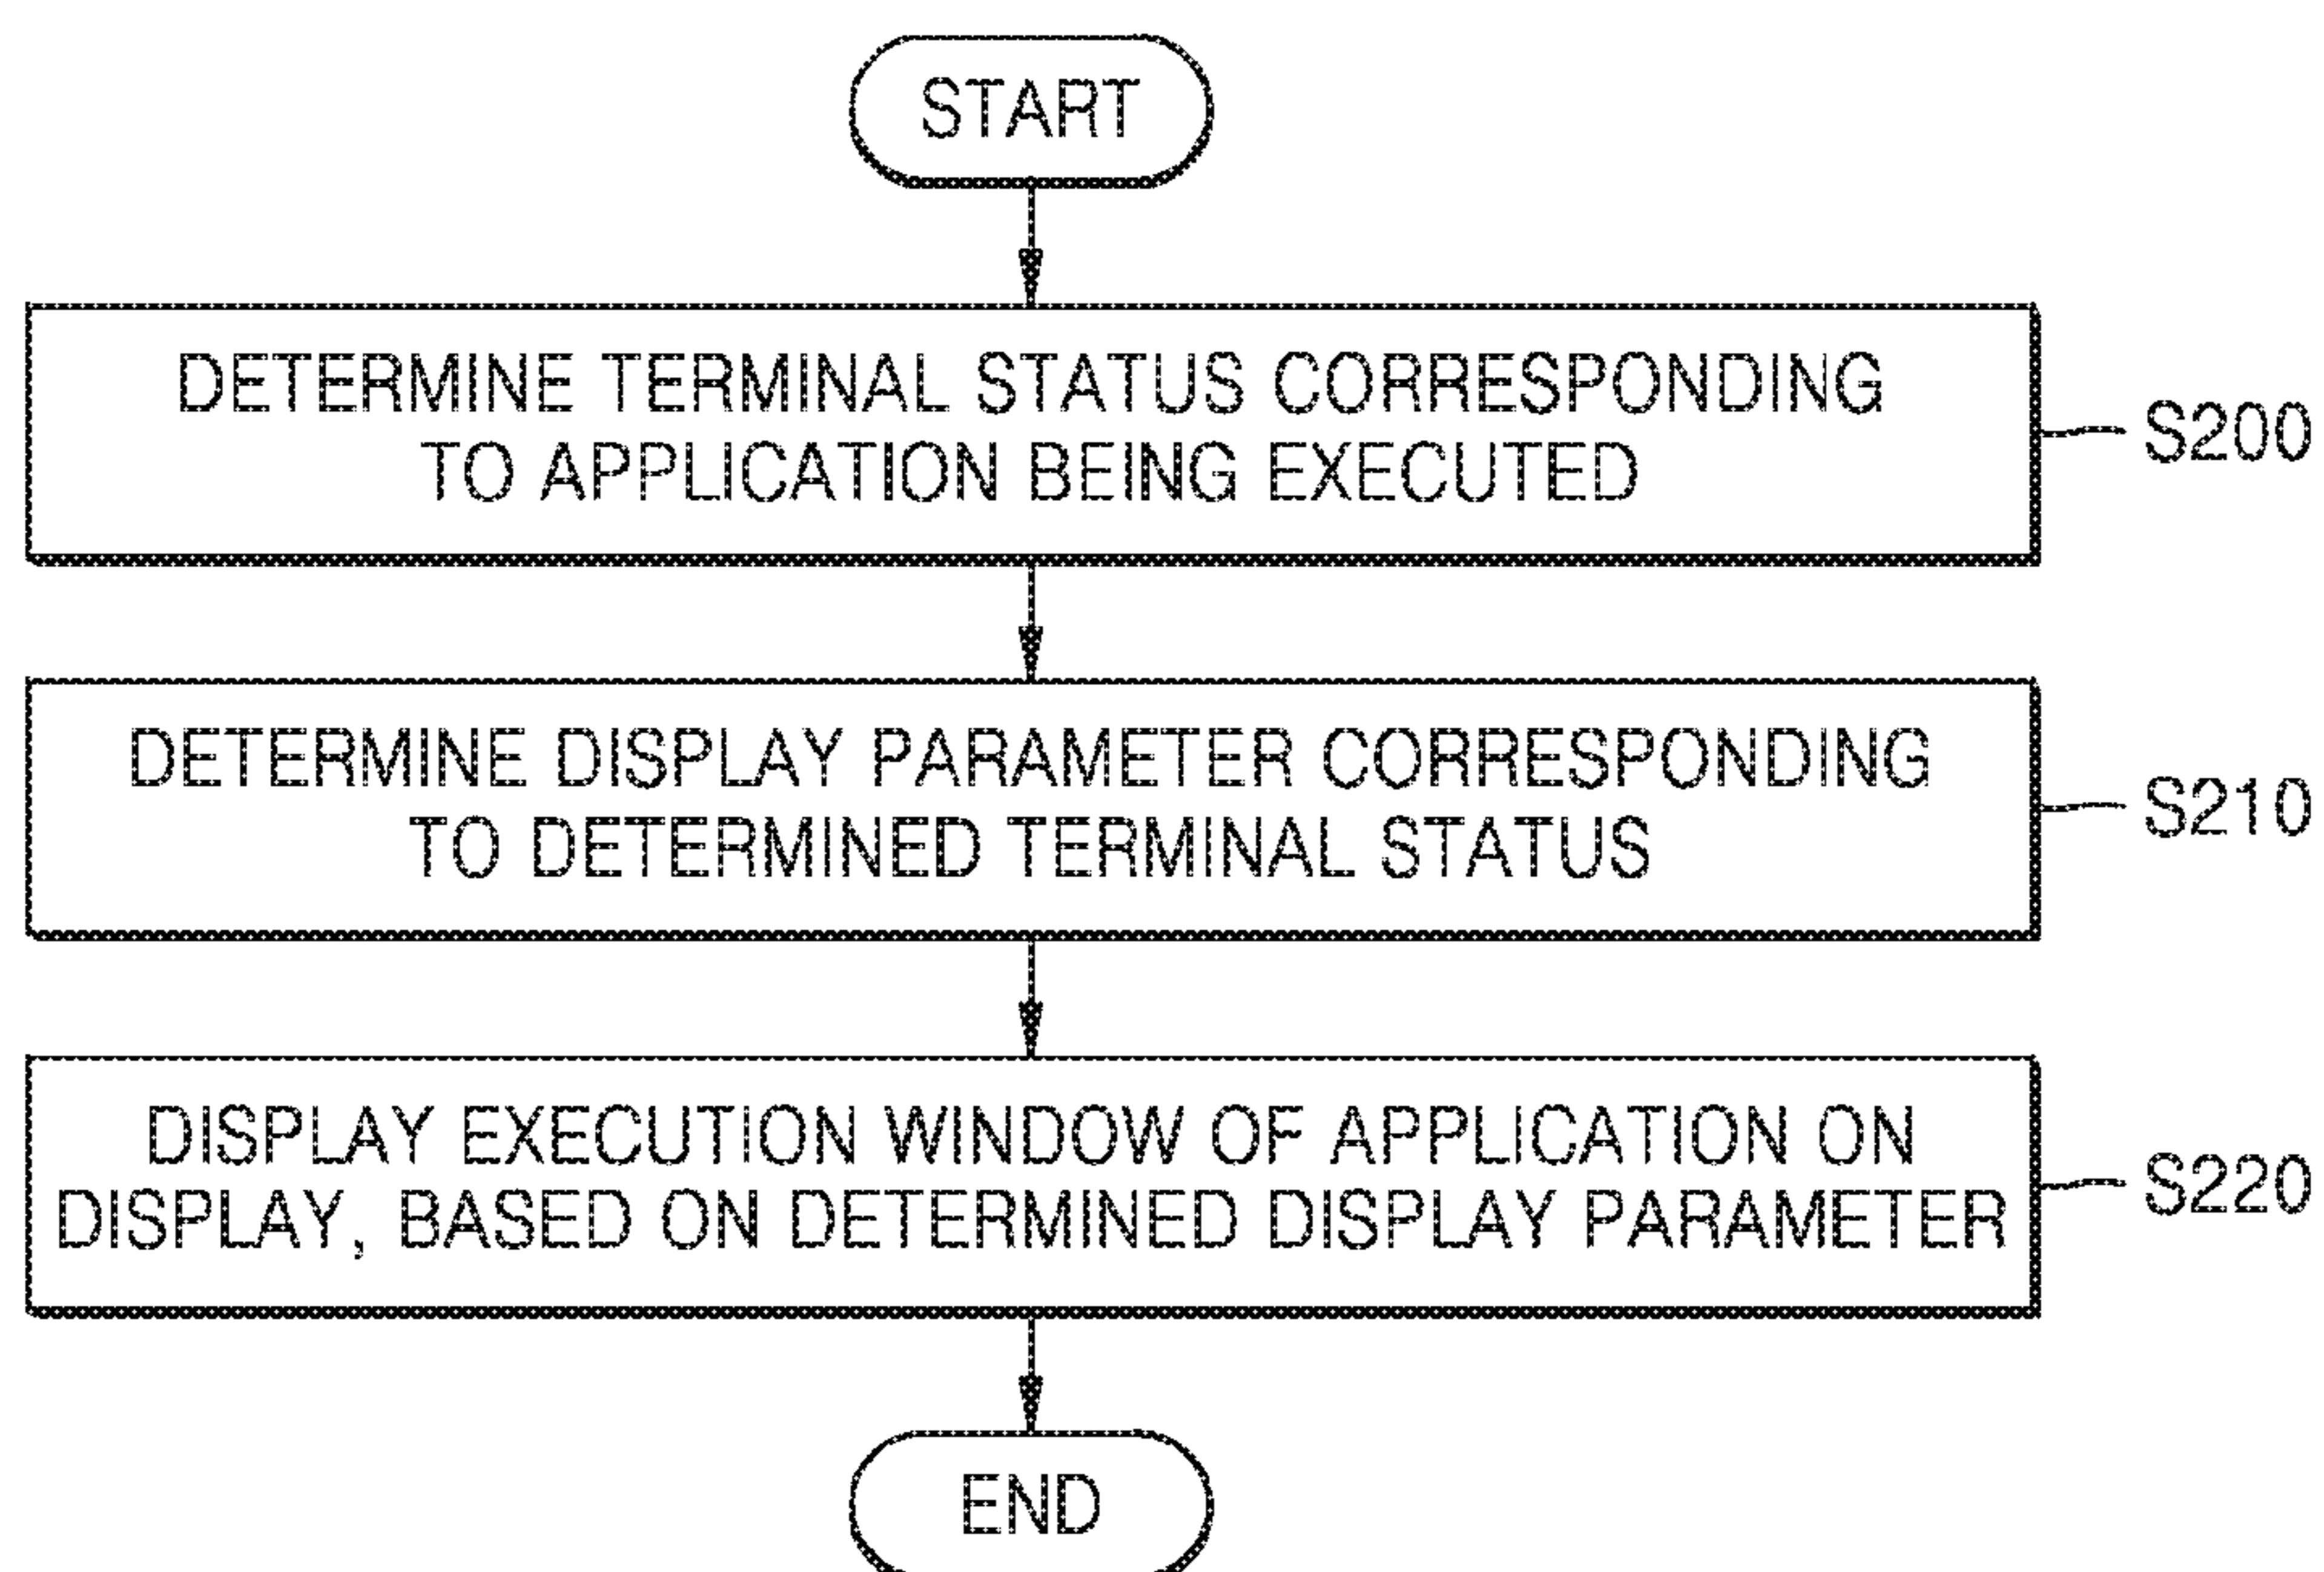 START
DETERMINE TERMINAL STATUS CORRESPONDING
TO APPLICATION BEING EXECUTED
S200
DETERMINE DISPLAY PARAMETER CORRESPONDING
TO DETERMINED TERMINAL STATUS
S210
DISPLAY EXECUTION WINDOW OF APPLICATION ON
DISPLAY, BASED ON DETERMINED DISPLAY PARAMETER
S220
END